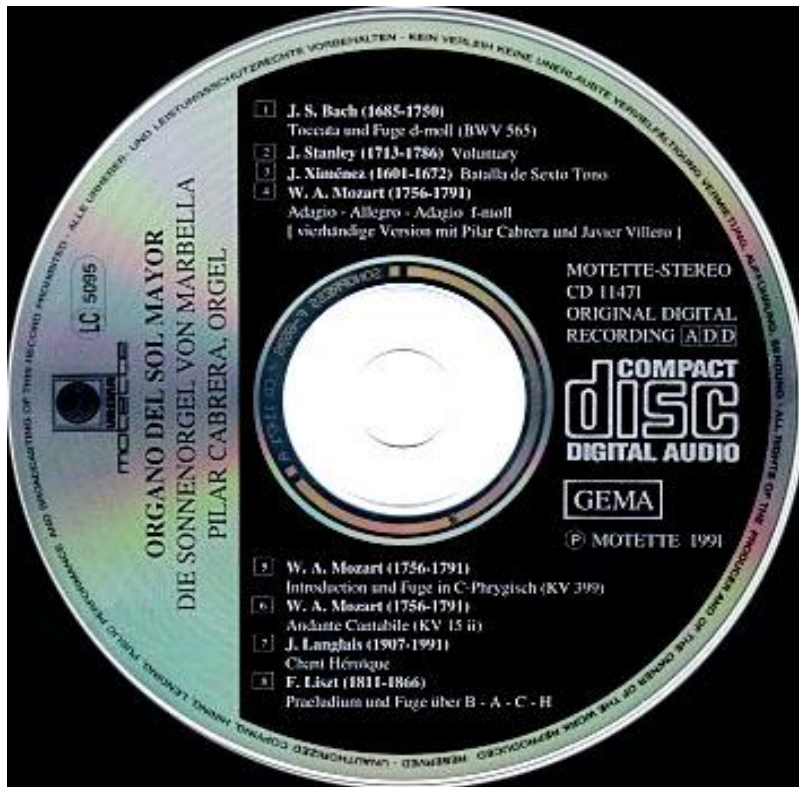 ALLE URHEBER- UND LEISTUNGSSCHUTZRECHTE VORBEHALTEN - KEIN VERLEIH KEINE UNERLAUBTE VERVIELFÄLTIGUNG, VERMIETUNG, AUFFÜHRUNG, SENDUNG - ALL RIGHTS OF THE PRODUCER AND OF THE OWNER OF THE WORK REPRODUCED RESERVED - UNAUTHORIZED COPYING, HIRING, LENDING, PUBLIC PERFORMANCE AND BROADCASTING OF THIS RECORD PROHIBITED -
LC 5095
motette
ORGANO DEL SOL MAYOR
DIE SONNENORGEL VON MARBELLA
PILAR CABRERA, ORGEL
1 J. S. Bach (1685-1750)
Toccata und Fuge d-moll (BWV 565)
2 J. Stanley (1713-1786) Voluntary
3 J. Ximénez (1601-1672) Batalla de Sexto Tono
4 W. A. Mozart (1756-1791)
Adagio - Allegro - Adagio f-moll
[ vierhändige Version mit Pilar Cabrera und Javier Villero ]
MOTETTE-STEREO
CD 11471
ORIGINAL DIGITAL
RECORDING ADD
COMPACT
disc
DIGITAL AUDIO
GEMA
Ⓟ MOTETTE 1991
5 W. A. Mozart (1756-1791)
Introduction und Fuge in C-Phrygisch (KV 399)
6 W. A. Mozart (1756-1791)
Andante Cantabile (KV 15 ii)
7 J. Langlais (1907-1991)
Chant Héroïque
8 F. Liszt (1811-1866)
Praeludium und Fuge über B - A - C - H